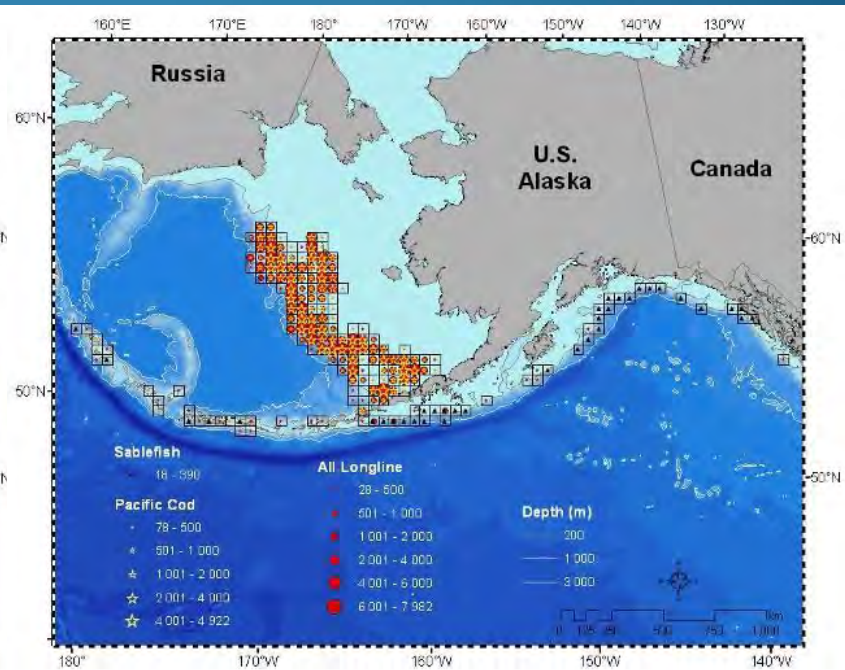 160°E 170°E 180° 170°W 160°W 150°W 140°W 130°W
Russia
60°N
U.S.
Alaska
Canada
60°N
50°N
Sablefish
18 - 390
Pacific Cod
78 - 500
501 - 1 000
1 001 - 2 000
2 001 - 4 000
4 001 - 4 922
All Longline
28 - 500
501 - 1 000
1 001 - 2 000
2 001 - 4 000
4 001 - 6 000
6 001 - 7 982
Depth (m)
200
1 000
3 000
50°N
km
0 125 250 500 750 1,000
180° 170°W 160°W 150°W 140°W